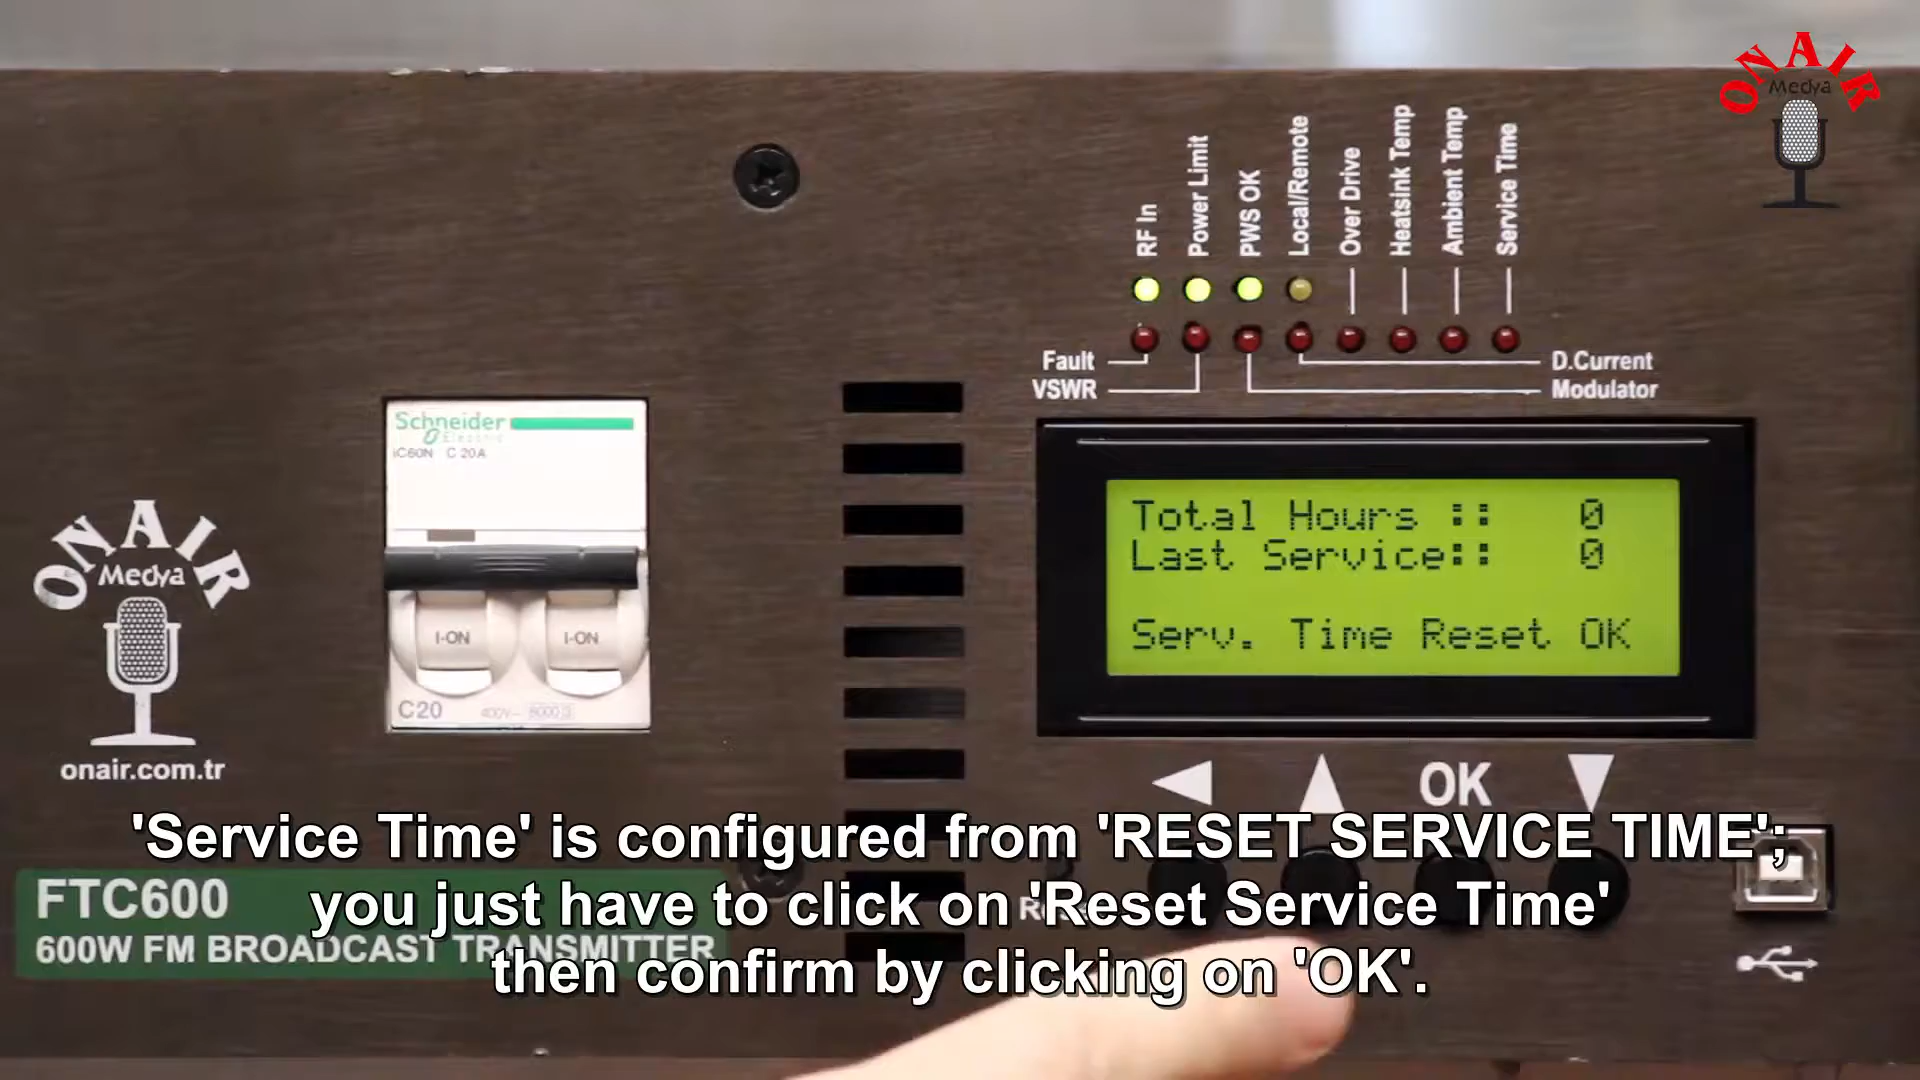 ONAIR
Medya
RF In
Power Limit
PWS OK
Local/Remote
Over Drive
Heatsink Temp
Ambient Temp
Service Time
Fault
VSWR
D.Current
Modulator
Schneider
Electric
iC60N C 20A
I-ON
I-ON
C20
400V~ 6000 3
Total Hours :: 0
Last Service:: 0
Serv. Time Reset OK
ONAIR
Medya
onair.com.tr
OK
'Service Time' is configured from 'RESET SERVICE TIME';
you just have to click on 'Reset Service Time'
then confirm by clicking on 'OK'.
FTC600
600W FM BROADCAST TRANSMITTER